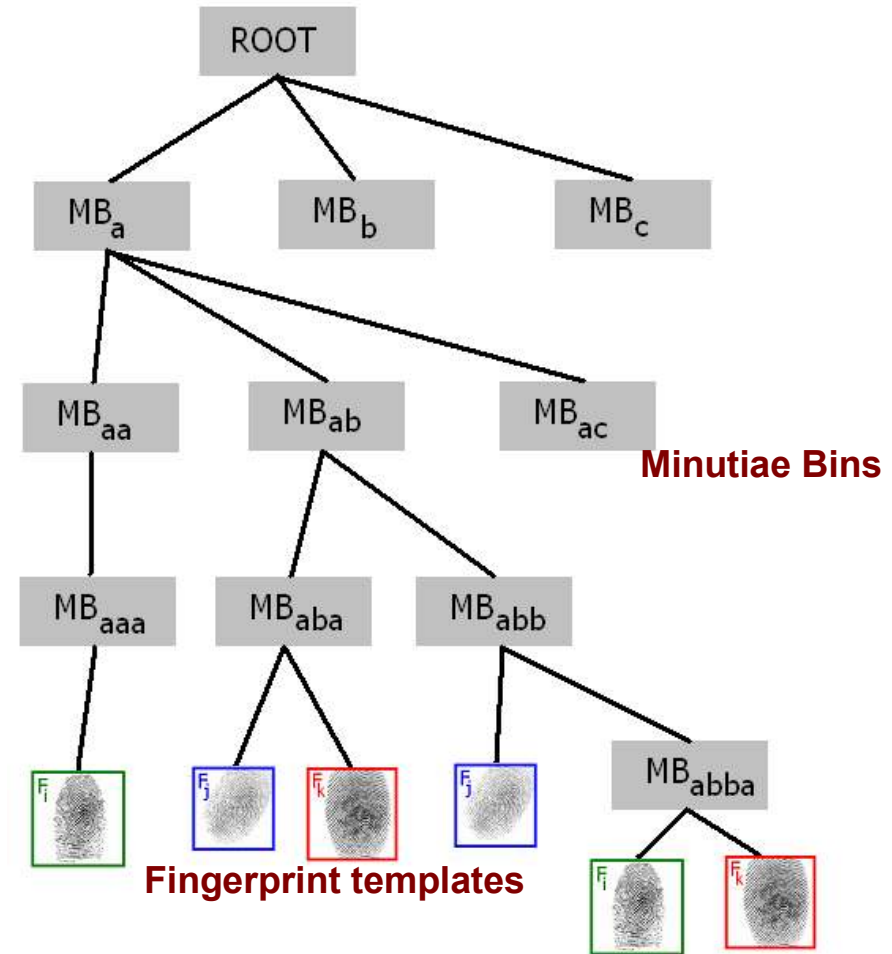 ROOT
MBa
MBb
MBc
MBaa
MBab
MBac
Minutiae Bins
MBaaa
MBaba
MBabb
MBabba
Fi
Fj
Fk
Fj
Fingerprint templates
Fi
Fk